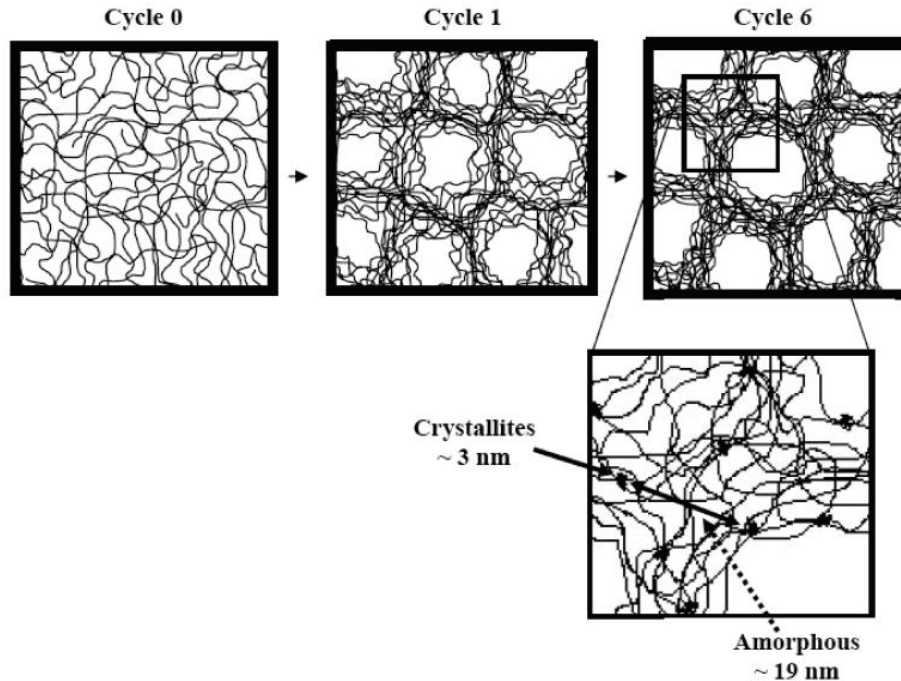 Cycle 0
Cycle 1
Cycle 6
Crystallites
~ 3 nm
Amorphous
~ 19 nm